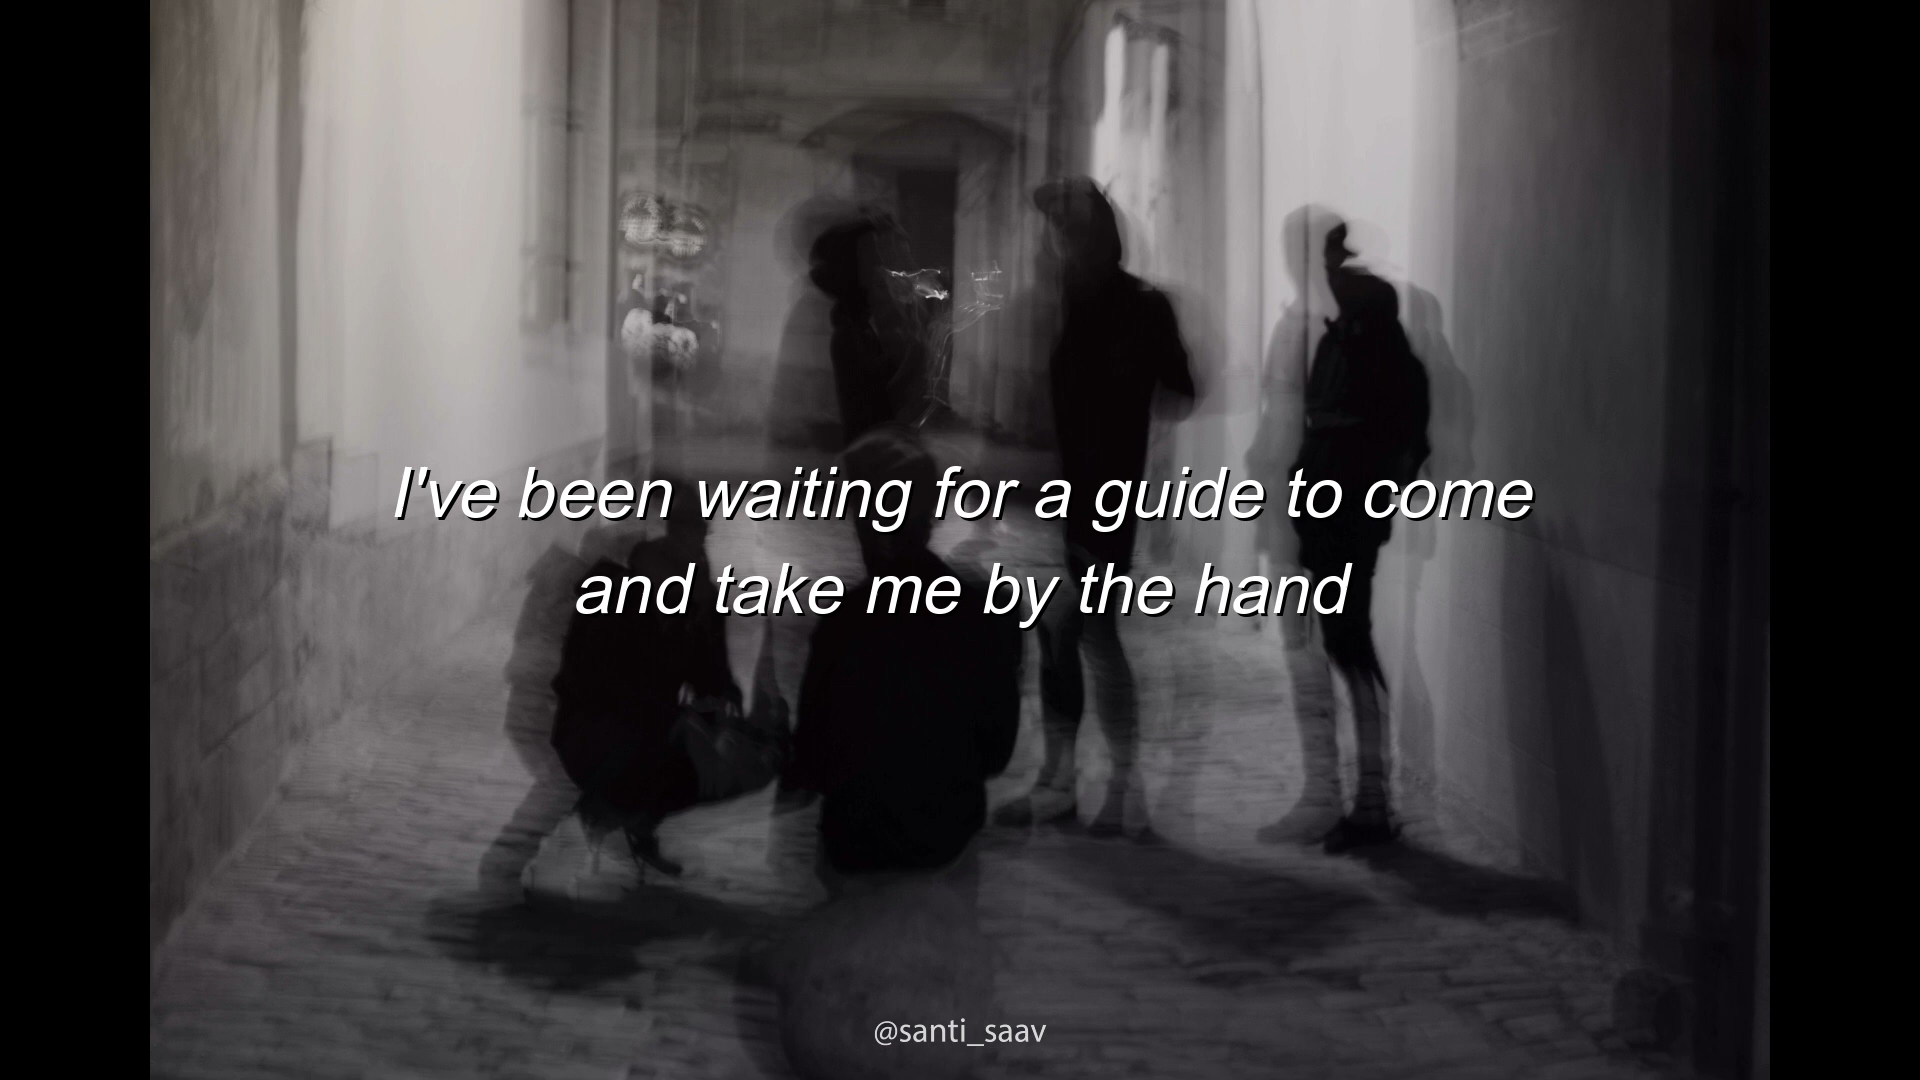 I've been waiting for a guide to come
and take me by the hand
@santi_saav